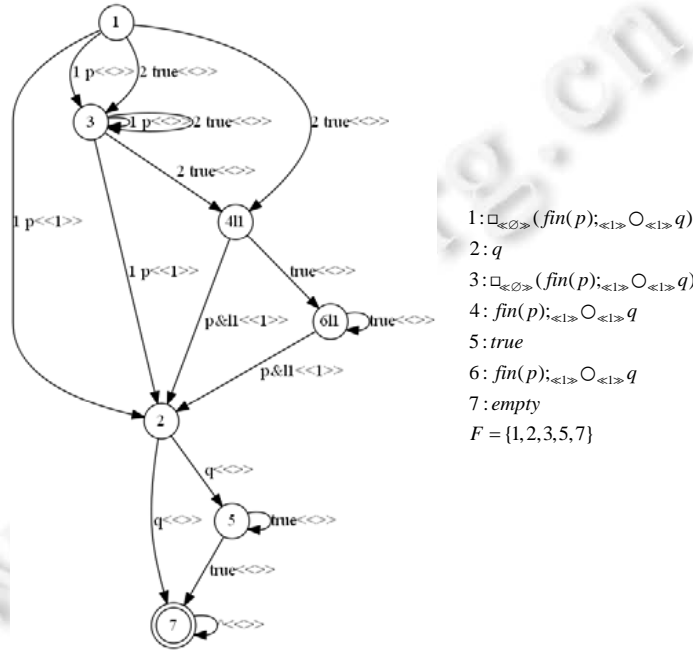 1
1 p<<>>
2 true<<>>
3
1 p<<>>
2 true<<>>
2 true<<>>
2 true<<>>
4l1
1 p<<1>>
1 p<<1>>
true<<>>
p&l1<<1>>
6l1
true<<>>
p&l1<<1>>
2
q<<>>
q<<>>
5
true<<>>
true<<>>
7
^<<>>
1:□≪∅≫(fin(p);≪1≫○≪1≫q)
2:q
3:□≪∅≫(fin(p);≪1≫○≪1≫q)
4: fin(p);≪1≫○≪1≫q
5:true
6: fin(p);≪1≫○≪1≫q
7:empty
F={1,2,3,5,7}